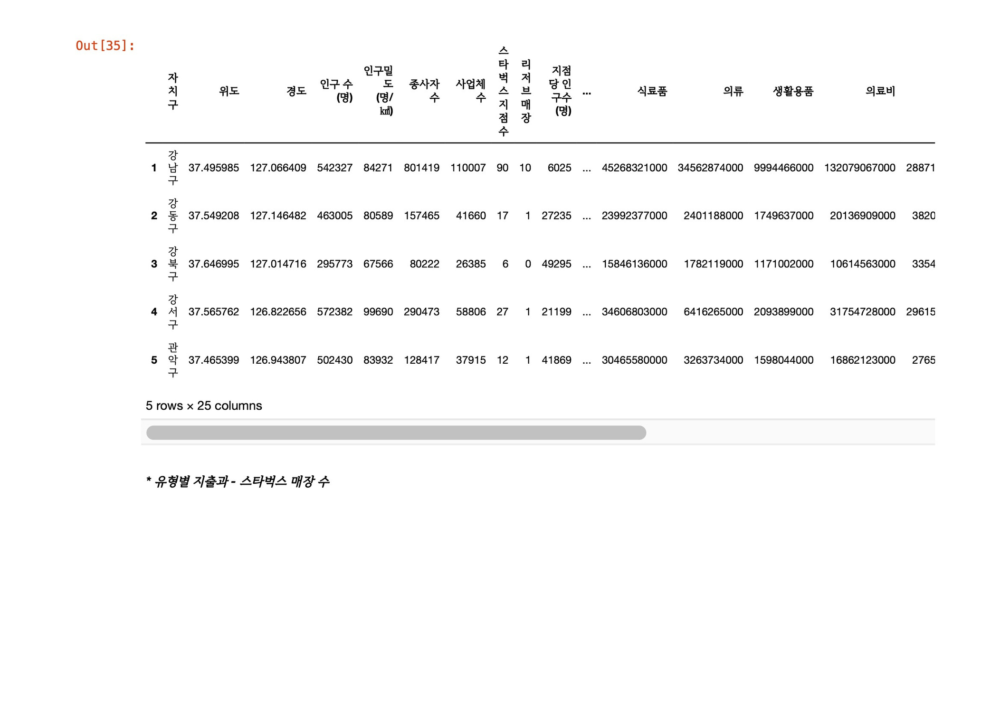 Out[35]:
자치구 위도 경도 인구 수(명) 인구밀도(명/㎢) 종사자수 사업체수 스타벅스지점수 리저브매장 지점당 인구수(명) ... 식료품 의류 생활용품 의료비
1 강남구 37.495985 127.066409 542327 84271 801419 110007 90 10 6025 ... 45268321000 34562874000 9994466000 132079067000 28871
2 강동구 37.549208 127.146482 463005 80589 157465 41660 17 1 27235 ... 23992377000 2401188000 1749637000 20136909000 3820
3 강북구 37.646995 127.014716 295773 67566 80222 26385 6 0 49295 ... 15846136000 1782119000 1171002000 10614563000 3354
4 강서구 37.565762 126.822656 572382 99690 290473 58806 27 1 21199 ... 34606803000 6416265000 2093899000 31754728000 29615
5 관악구 37.465399 126.943807 502430 83932 128417 37915 12 1 41869 ... 30465580000 3263734000 1598044000 16862123000 2765
5 rows × 25 columns
* 유형별 지출과 - 스타벅스 매장 수